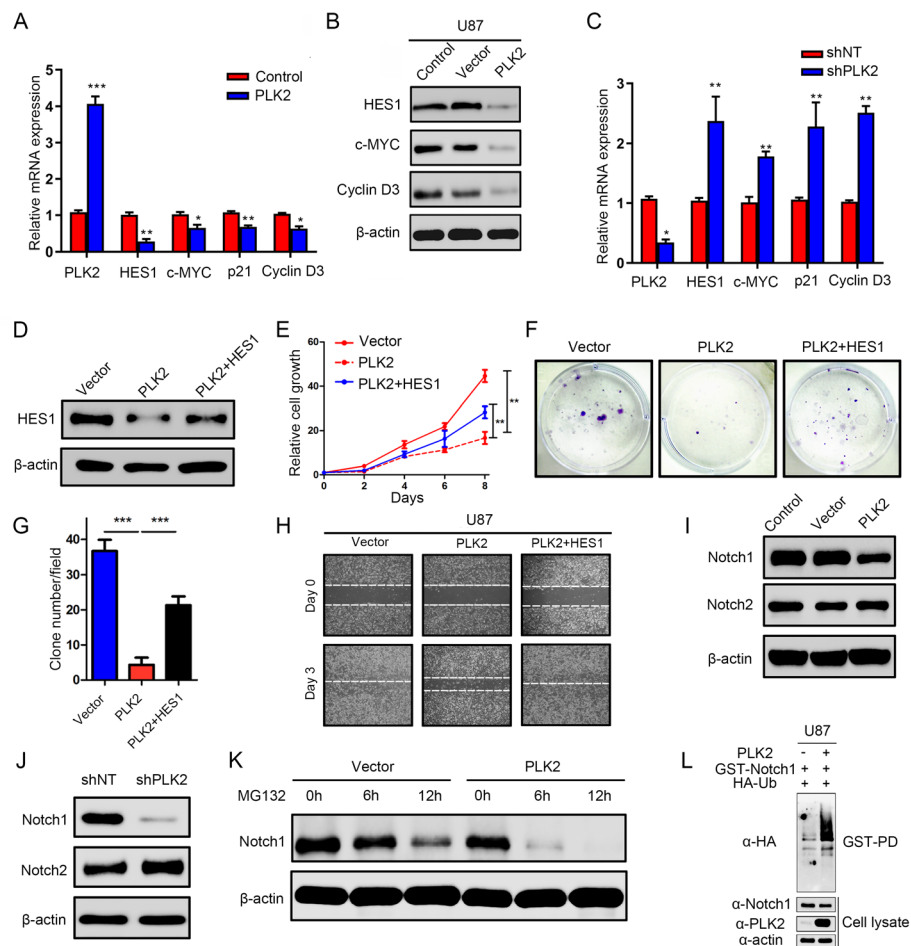 A
Control
PLK2
Relative mRNA expression
5
4
3
2
1
0
***
**
*
**
*
PLK2 HES1 c-MYC p21 Cyclin D3
B
U87
Control Vector PLK2
HES1
c-MYC
Cyclin D3
β-actin
C
shNT
shPLK2
Relative mRNA expression
3
2
1
0
*
**
**
**
**
PLK2 HES1 c-MYC p21 Cyclin D3
D
Vector PLK2 PLK2+HES1
HES1
β-actin
E
Vector
PLK2
PLK2+HES1
Relative cell growth
60
40
20
0
0 2 4 6 8
Days
**
**
F
Vector PLK2 PLK2+HES1
G
Clone number/field
40
30
20
10
0
*** ***
Vector PLK2 PLK2+HES1
H
U87
Vector PLK2 PLK2+HES1
Day 0
Day 3
I
Control Vector PLK2
Notch1
Notch2
β-actin
J
shNT shPLK2
Notch1
Notch2
β-actin
K
Vector PLK2
MG132 0h 6h 12h 0h 6h 12h
Notch1
β-actin
L
U87
PLK2 - +
GST-Notch1 + +
HA-Ub + +
α-HA GST-PD
α-Notch1
α-PLK2 Cell lysate
α-actin